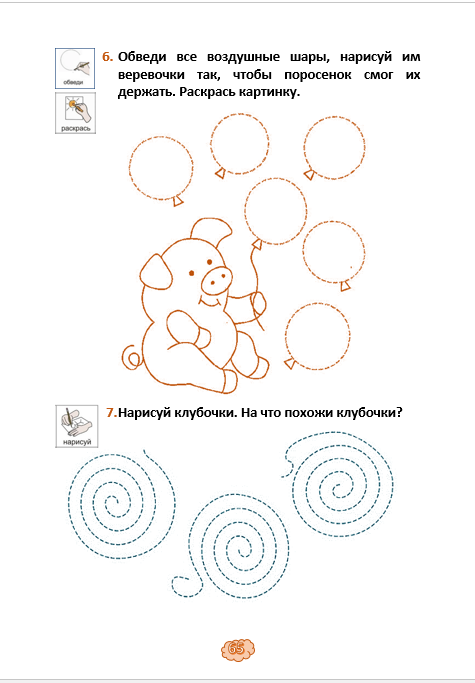 обведи
6. Обведи все воздушные шары, нарисуй им
веревочки так, чтобы поросенок смог их
держать. Раскрась картинку.
раскрась
7. Нарисуй клубочки. На что похожи клубочки?
нарисуй
65